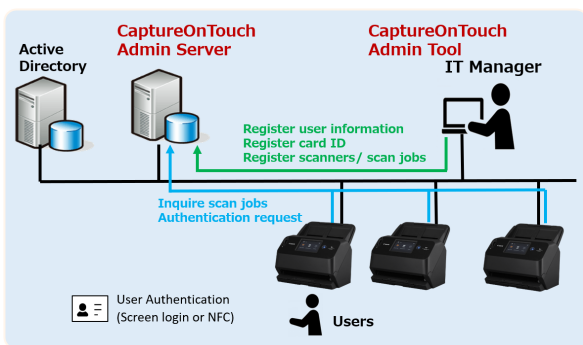 Active
Directory
CaptureOnTouch
Admin Server
CaptureOnTouch
Admin Tool
IT Manager
Register user information
Register card ID
Register scanners/ scan jobs
Inquire scan jobs
Authentication request
User Authentication
(Screen login or NFC)
Users